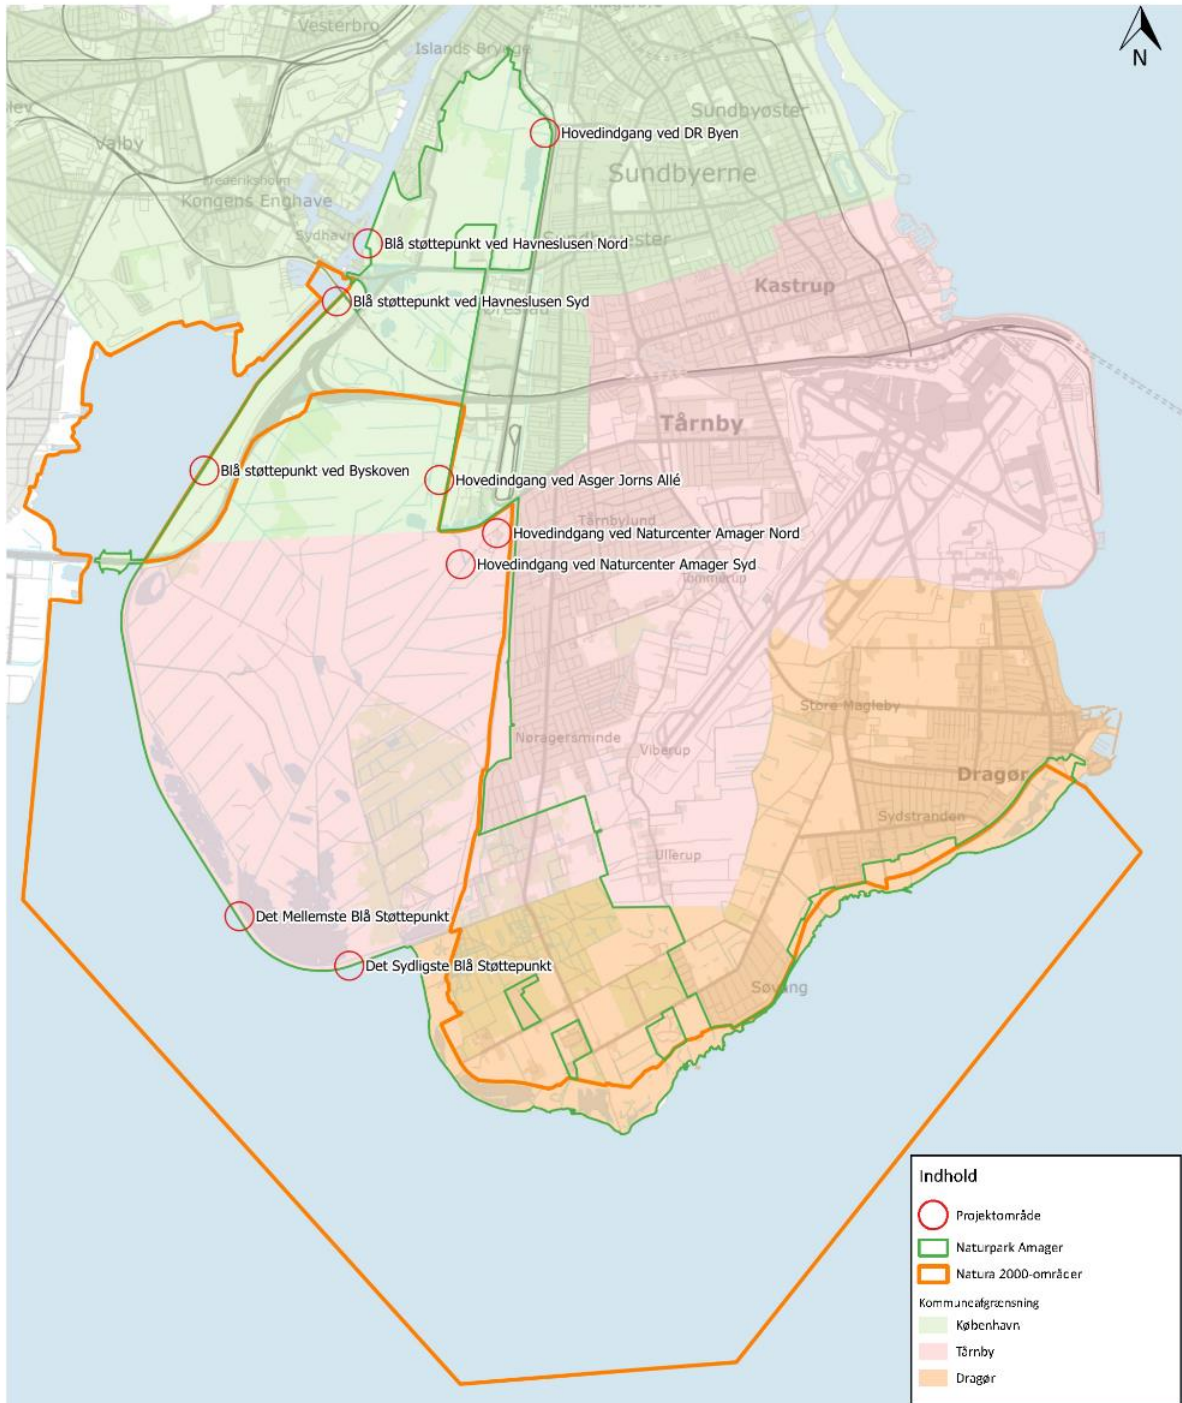 Vesterbro
Islands Brygge
Sundbyøster
Hovedindgang ved DR Byen
Valby
Sundbyerne
Frederiksholm
Kongens Enghave
Sydhavn
Blå støttepunkt ved Havneslusen Nord
Kastrup
Blå støttepunkt ved Havneslusen Syd
Ørestad
Tårnby
Blå støttepunkt ved Byskoven
Hovedindgang ved Asger Jorns Allé
Tårnbylund
Hovedindgang ved Naturcenter Amager Nord
Hovedindgang ved Naturcenter Amager Syd
Tømmerup
Store Magleby
Nøragersminde
Viberup
Dragør
Sydstranden
Ullerup
Det Mellemste Blå Støttepunkt
Det Sydligste Blå Støttepunkt
Søvang
N
Indhold
Projektområde
Naturpark Amager
Natura 2000-områder
Kommuneafgrænsning
København
Tårnby
Dragør